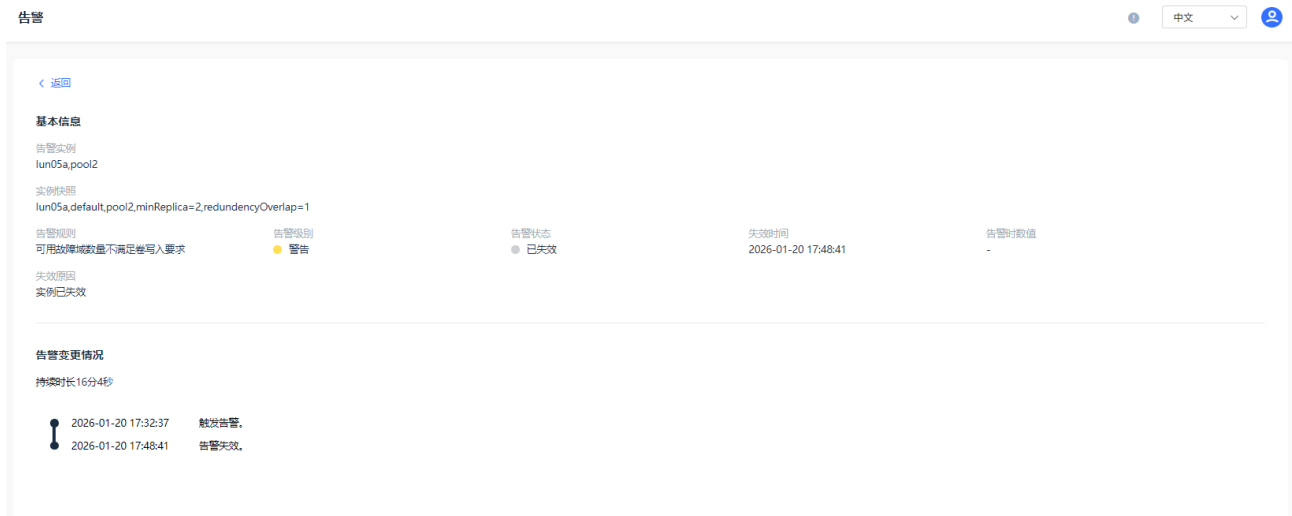 告警
中文
返回
基本信息
告警实例
lun05a,pool2
实例快照
lun05a,default,pool2,minReplica=2,redundencyOverlap=1
告警规则 告警级别 告警状态 失效时间 告警时数值
可用故障域数量不满足卷写入要求 警告 已失效 2026-01-20 17:48:41 -
失效原因
实例已失效
告警变更情况
持续时长16分4秒
2026-01-20 17:32:37 触发告警。
2026-01-20 17:48:41 告警失效。